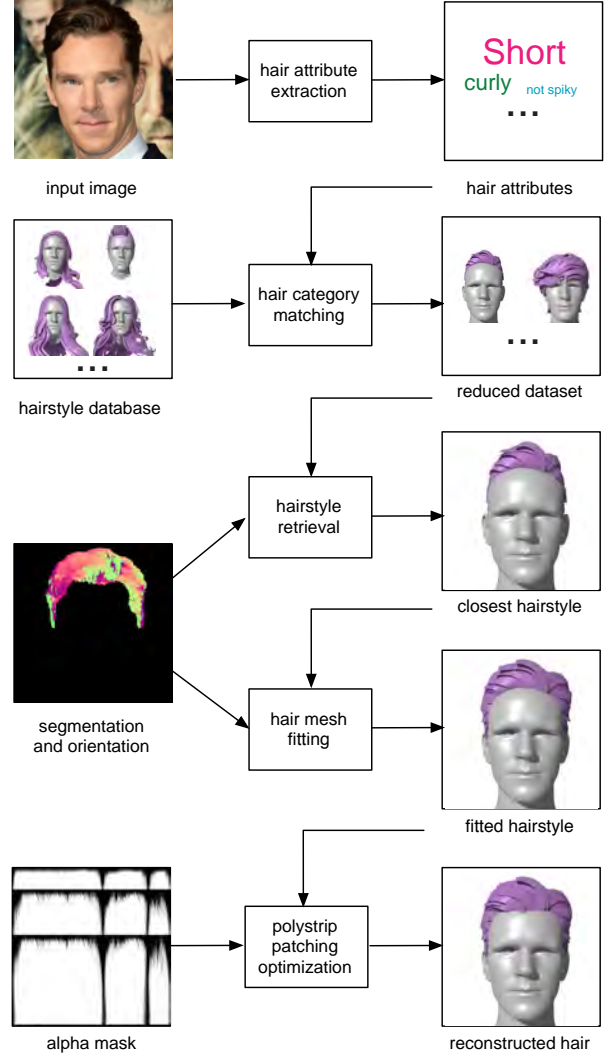 hair attribute
extraction
Short
curly not spiky
...
input image
hair attributes
hair category
matching
...
...
hairstyle database
reduced dataset
hairstyle
retrieval
closest hairstyle
segmentation
and orientation
hair mesh
fitting
fitted hairstyle
polystrip
patching
optimization
alpha mask
reconstructed hair